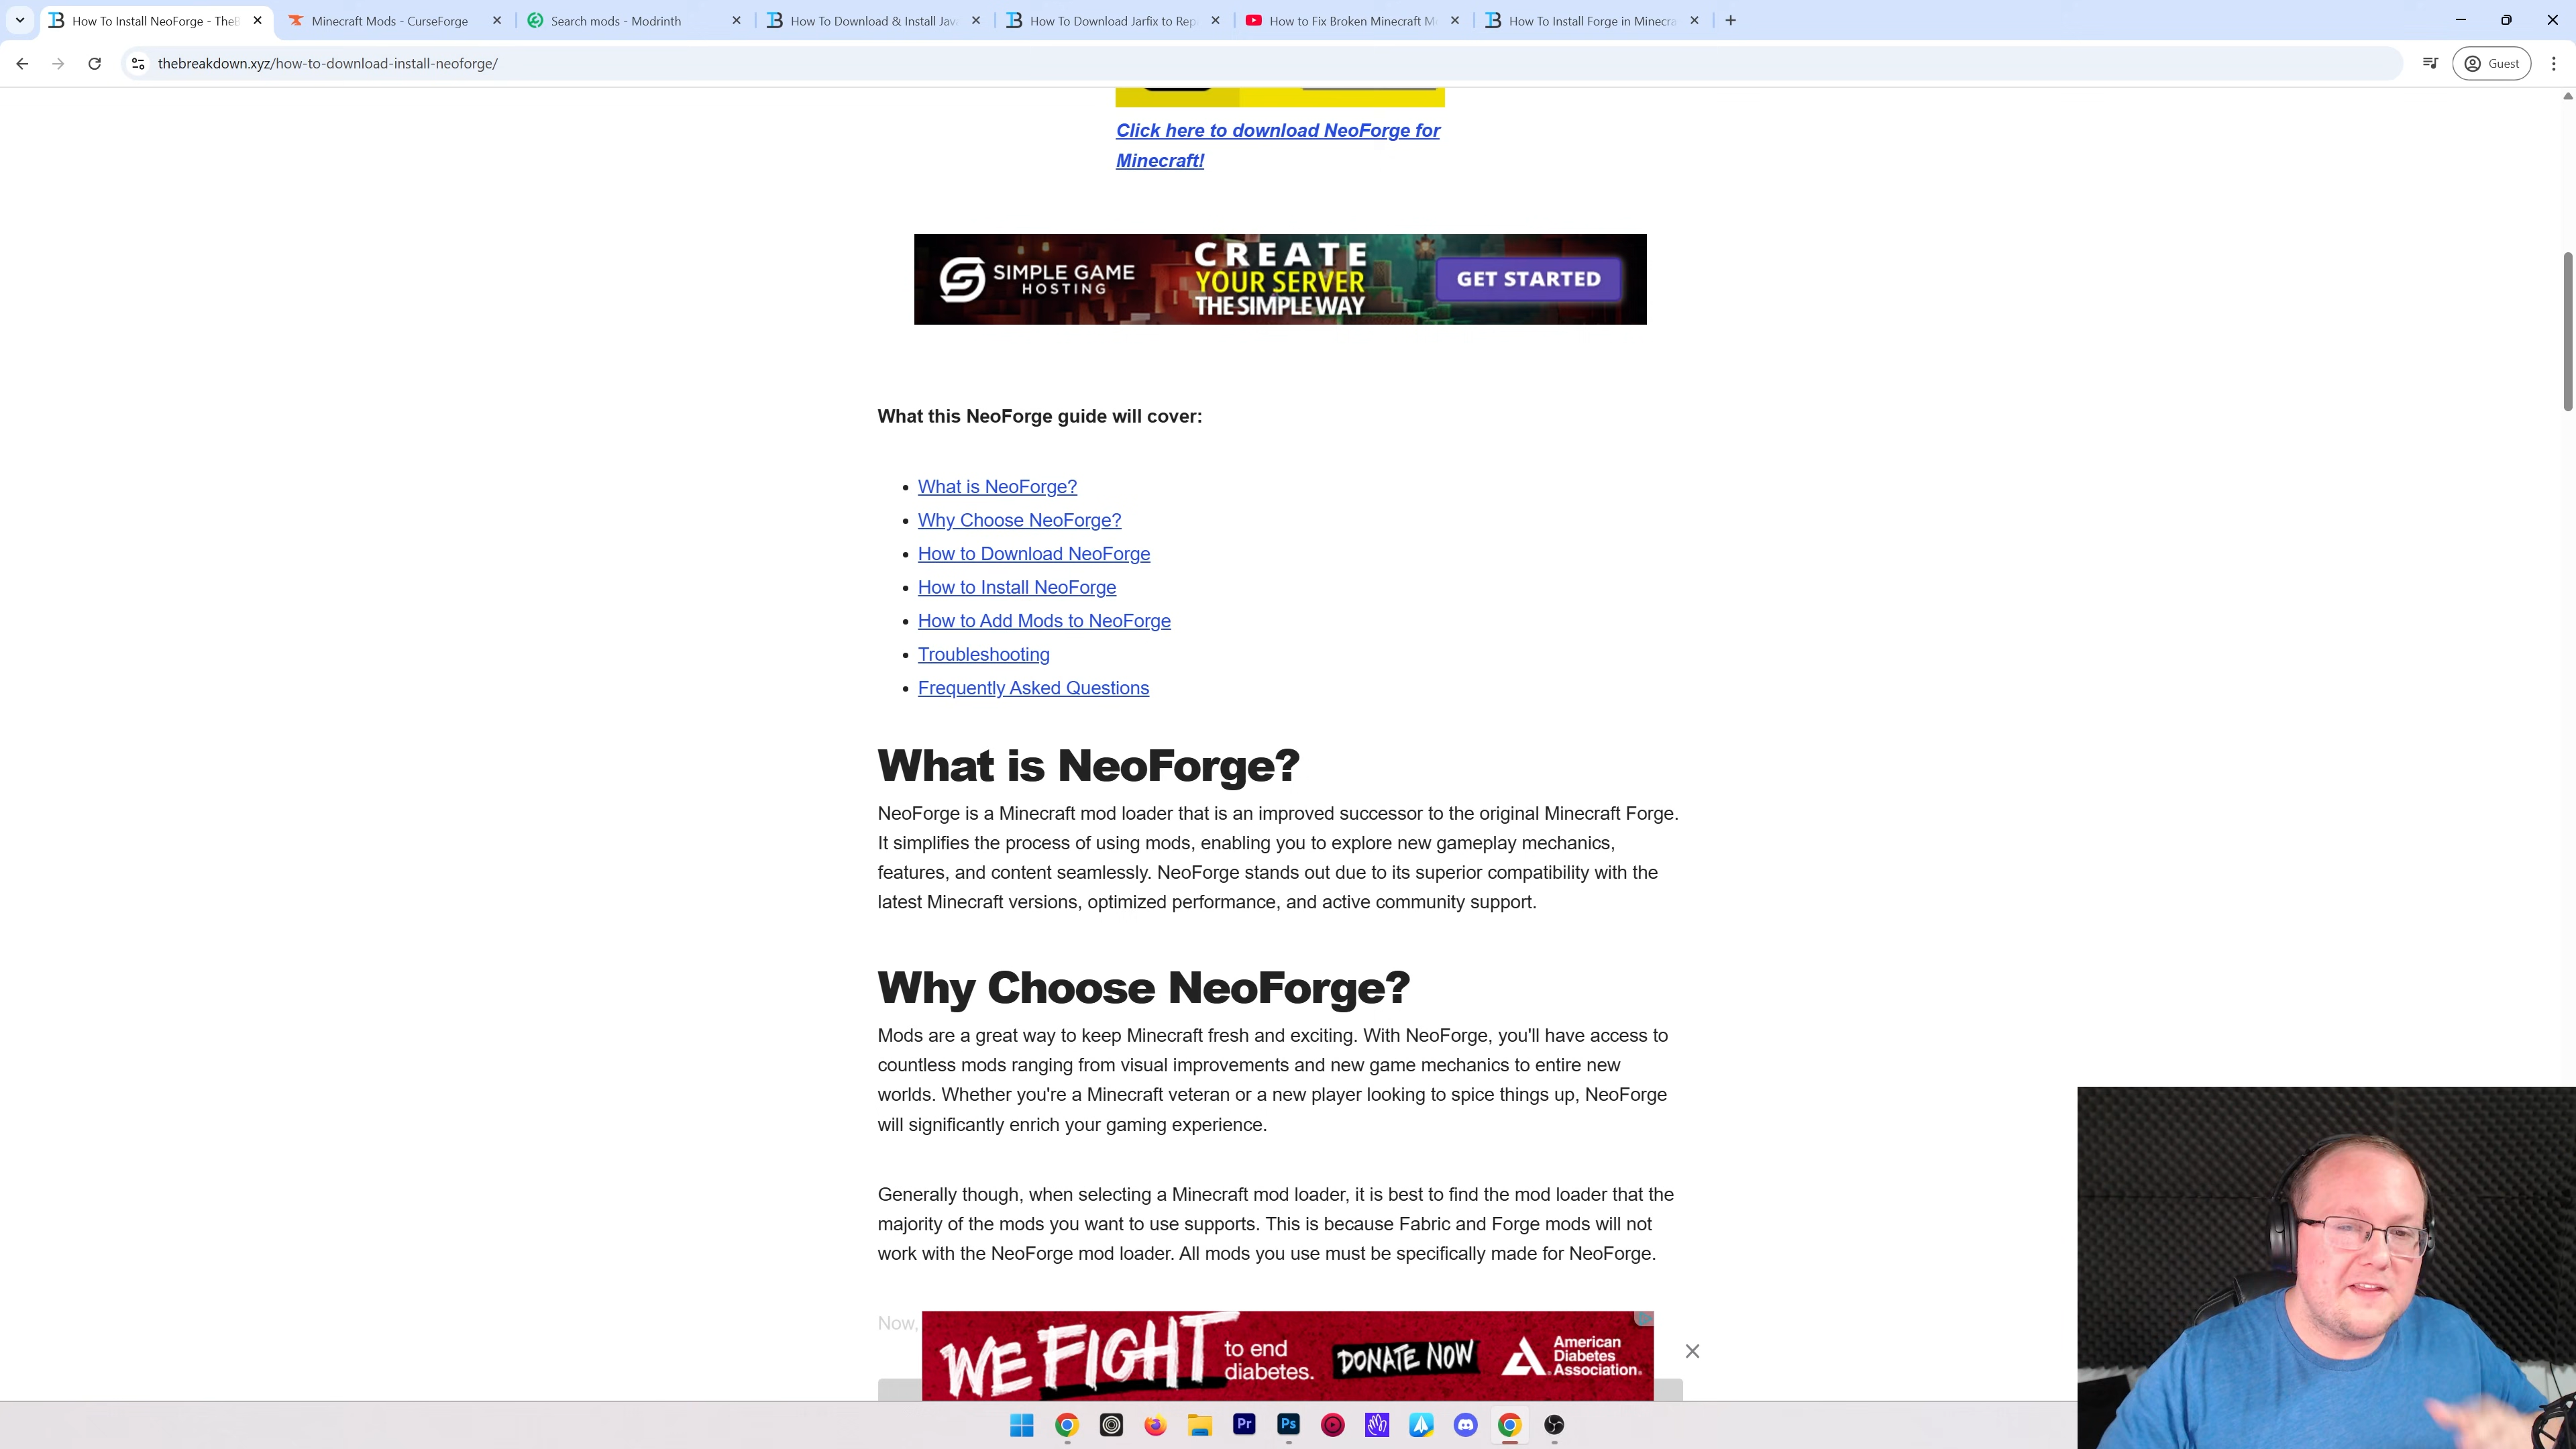 How To Install NeoForge - TheB
Minecraft Mods - CurseForge
Search mods - Modrinth
How To Download & Install Jav
How To Download Jarfix to Rep
How to Fix Broken Minecraft M
How To Install Forge in Minecra
thebreakdown.xyz/how-to-download-install-neoforge/
Guest
Click here to download NeoForge for
Minecraft!
SIMPLE GAME
HOSTING
CREATE
YOUR SERVER
THE SIMPLE WAY
GET STARTED
What this NeoForge guide will cover:
What is NeoForge?
Why Choose NeoForge?
How to Download NeoForge
How to Install NeoForge
How to Add Mods to NeoForge
Troubleshooting
Frequently Asked Questions
What is NeoForge?
NeoForge is a Minecraft mod loader that is an improved successor to the original Minecraft Forge.
It simplifies the process of using mods, enabling you to explore new gameplay mechanics,
features, and content seamlessly. NeoForge stands out due to its superior compatibility with the
latest Minecraft versions, optimized performance, and active community support.
Why Choose NeoForge?
Mods are a great way to keep Minecraft fresh and exciting. With NeoForge, you'll have access to
countless mods ranging from visual improvements and new game mechanics to entire new
worlds. Whether you're a Minecraft veteran or a new player looking to spice things up, NeoForge
will significantly enrich your gaming experience.
Generally though, when selecting a Minecraft mod loader, it is best to find the mod loader that the
majority of the mods you want to use supports. This is because Fabric and Forge mods will not
work with the NeoForge mod loader. All mods you use must be specifically made for NeoForge.
Now,
WE FIGHT
to end
diabetes.
DONATE NOW
American
Diabetes
Association.
Pr
Ps